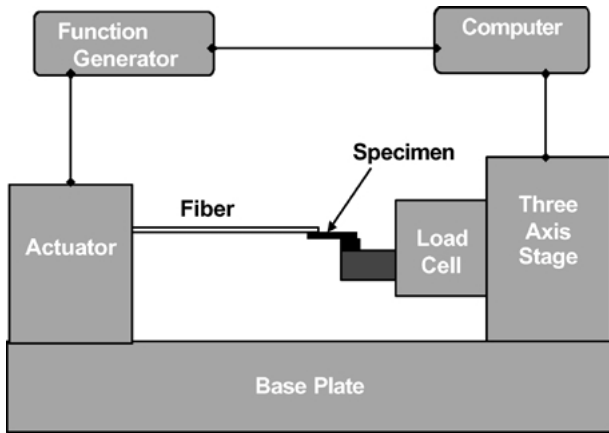 Function
Generator
Computer
Specimen
Fiber
Actuator
Load
Cell
Three
Axis
Stage
Base Plate